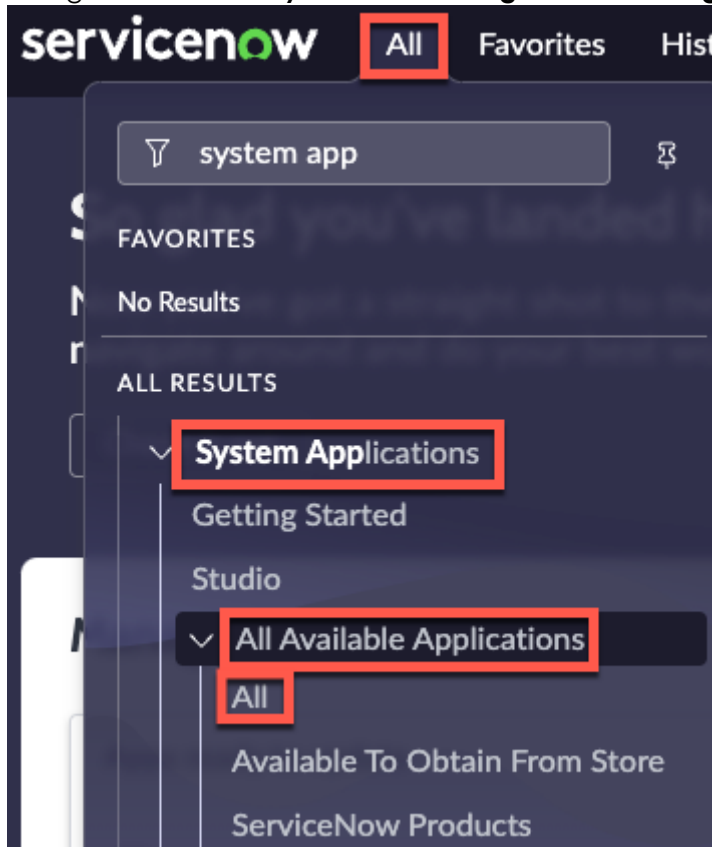 servicenow All Favorites Hist
system app
FAVORITES
No Results
ALL RESULTS
System Applications
Getting Started
Studio
All Available Applications
All
Available To Obtain From Store
ServiceNow Products